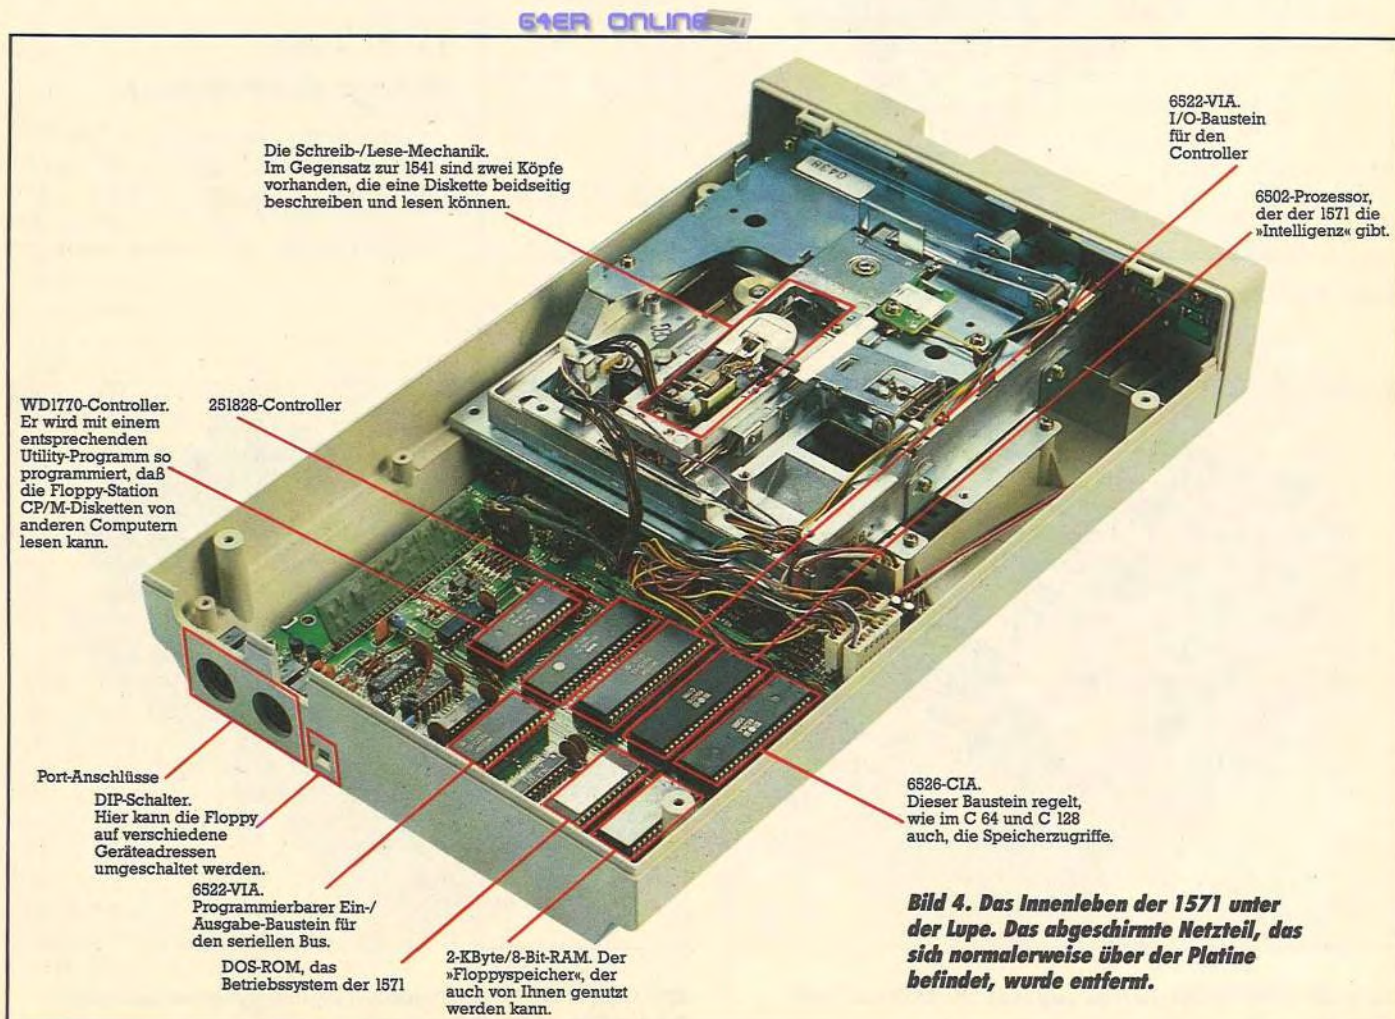 64ER ONLINE
Die Schreib-/Lese-Mechanik.
Im Gegensatz zur 1541 sind zwei Köpfe
vorhanden, die eine Diskette beidseitig
beschreiben und lesen können.
6522-VIA.
I/O-Baustein
für den
Controller
6502-Prozessor,
der der 1571 die
»Intelligenz« gibt.
WD1770-Controller.
Er wird mit einem
entsprechenden
Utility-Programm so
programmiert, daß
die Floppy-Station
CP/M-Disketten von
anderen Computern
lesen kann.
251828-Controller
Port-Anschlüsse
DIP-Schalter.
Hier kann die Floppy
auf verschiedene
Geräteadressen
umgeschaltet werden.
6522-VIA.
Programmierbarer Ein-/
Ausgabe-Baustein für
den seriellen Bus.
DOS-ROM, das
Betriebssystem der 1571
2-KByte/8-Bit-RAM. Der
»Floppyspeicher«, der
auch von Ihnen genutzt
werden kann.
6526-CIA.
Dieser Baustein regelt,
wie im C 64 und C 128
auch, die Speicherzugriffe.
Bild 4. Das Innenleben der 1571 unter
der Lupe. Das abgeschirmte Netzteil, das
sich normalerweise über der Platine
befindet, wurde entfernt.